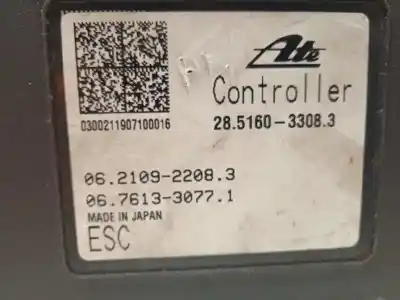 Ate
Controller
28.5160-3308.3
0300211907100016
06.2109-2208.3
06.7613-3077.1
MADE IN JAPAN
ESC